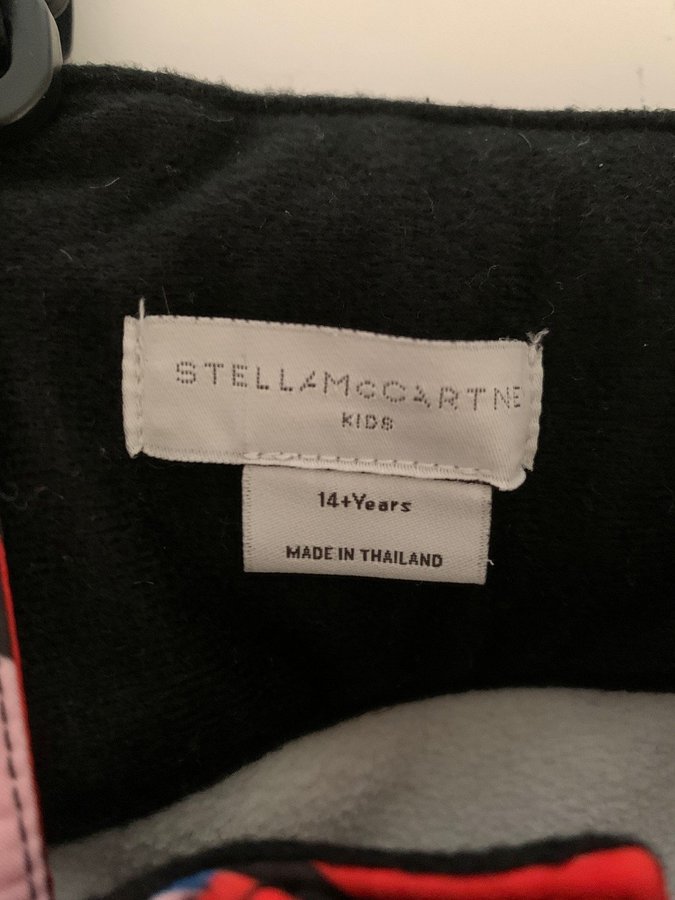 STELLAMcCARTNE
KIDS
14+Years
MADE IN THAILAND